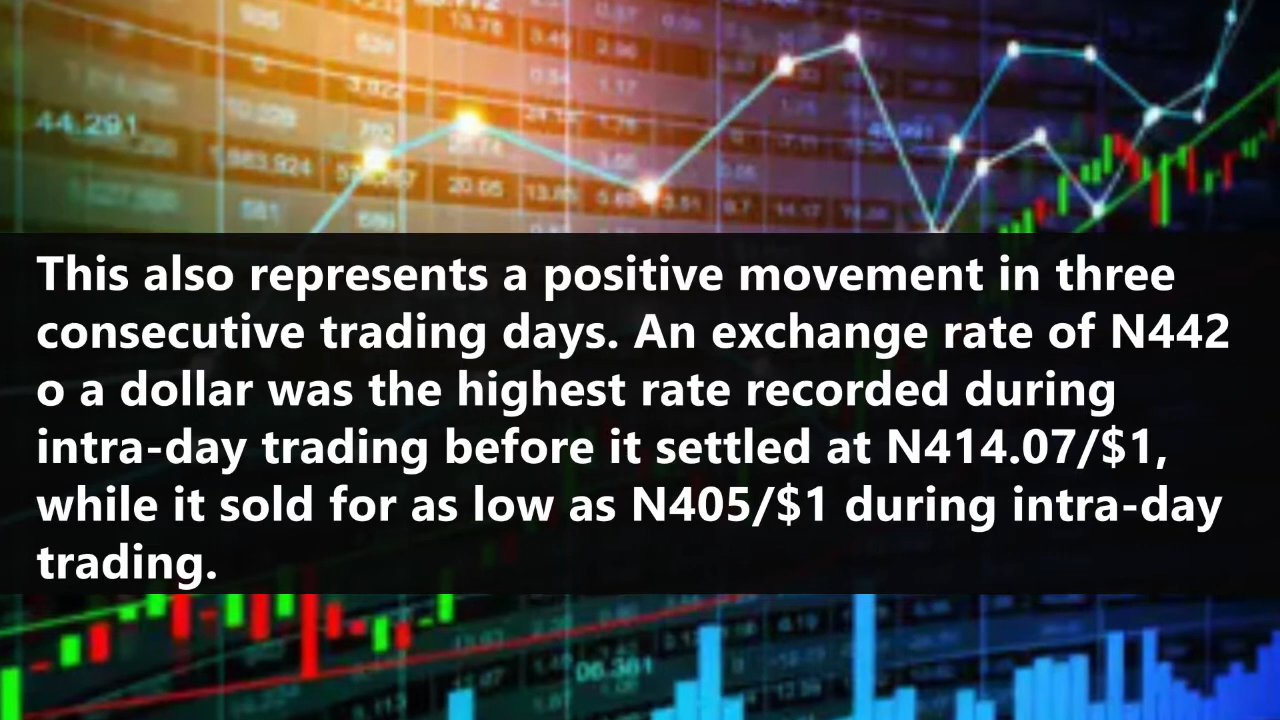 44.291
This also represents a positive movement in three
consecutive trading days. An exchange rate of N442
o a dollar was the highest rate recorded during
intra-day trading before it settled at N414.07/$1,
while it sold for as low as N405/$1 during intra-day
trading.